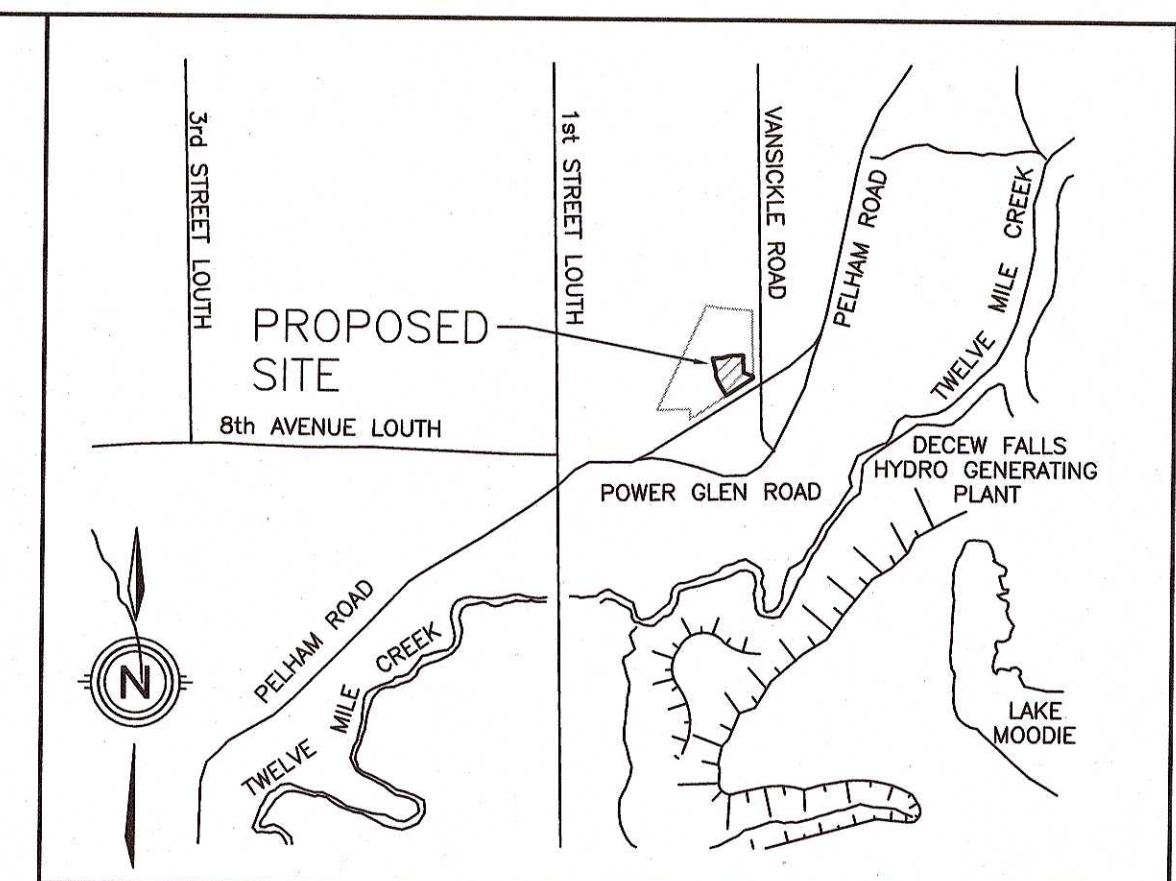 3rd STREET LOUTH
1st STREET LOUTH
VANSICKLE ROAD
PELHAM ROAD
TWELVE MILE CREEK
PROPOSED
SITE
8th AVENUE LOUTH
POWER GLEN ROAD
DECEW FALLS
HYDRO GENERATING
PLANT
PELHAM ROAD
TWELVE MILE CREEK
N
LAKE
MOODIE